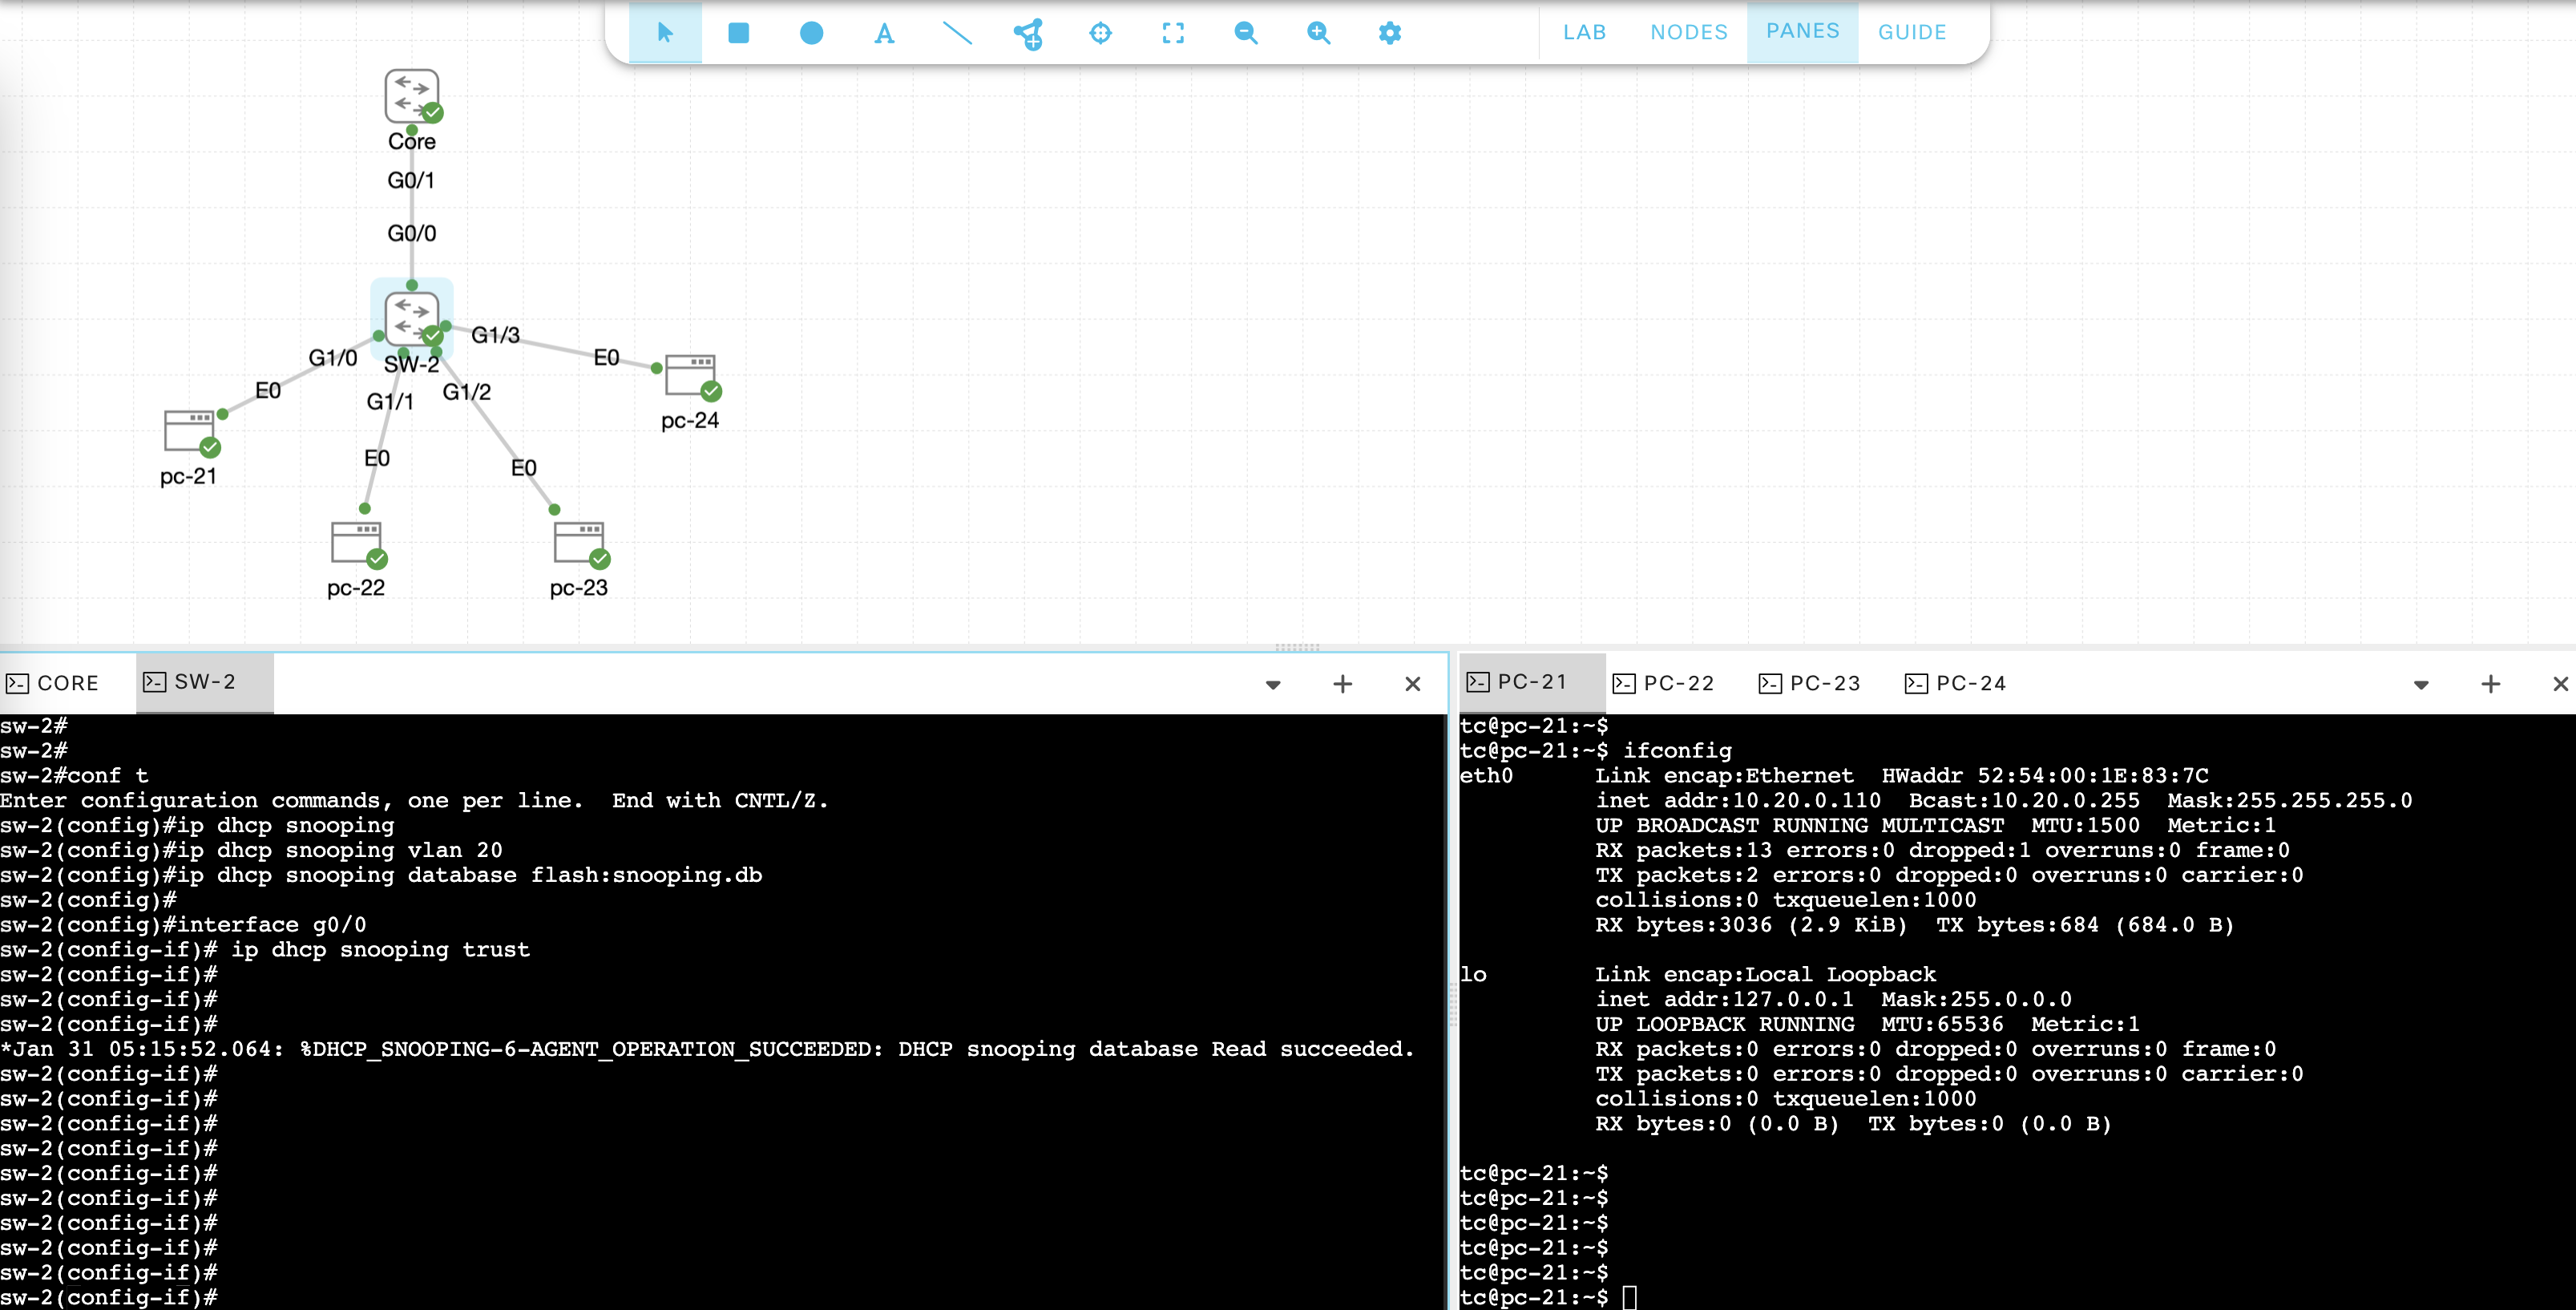 LAB NODES PANES GUIDE
Core
G0/1
G0/0
G1/3
G1/0
SW-2
E0
E0
G1/1
G1/2
pc-24
E0
E0
pc-21
pc-22
pc-23
CORE
SW-2
sw-2#
sw-2#
sw-2#conf t
Enter configuration commands, one per line.  End with CNTL/Z.
sw-2(config)#ip dhcp snooping
sw-2(config)#ip dhcp snooping vlan 20
sw-2(config)#ip dhcp snooping database flash:snooping.db
sw-2(config)#
sw-2(config)#interface g0/0
sw-2(config-if)# ip dhcp snooping trust
sw-2(config-if)#
sw-2(config-if)#
sw-2(config-if)#
*Jan 31 05:15:52.064: %DHCP_SNOOPING-6-AGENT_OPERATION_SUCCEEDED: DHCP snooping database Read succeeded.
sw-2(config-if)#
sw-2(config-if)#
sw-2(config-if)#
sw-2(config-if)#
sw-2(config-if)#
sw-2(config-if)#
sw-2(config-if)#
sw-2(config-if)#
sw-2(config-if)#
sw-2(config-if)#
PC-21 PC-22 PC-23 PC-24
tc@pc-21:~$
tc@pc-21:~$ ifconfig
eth0      Link encap:Ethernet  HWaddr 52:54:00:1E:83:7C
          inet addr:10.20.0.110  Bcast:10.20.0.255  Mask:255.255.255.0
          UP BROADCAST RUNNING MULTICAST  MTU:1500  Metric:1
          RX packets:13 errors:0 dropped:1 overruns:0 frame:0
          TX packets:2 errors:0 dropped:0 overruns:0 carrier:0
          collisions:0 txqueuelen:1000
          RX bytes:3036 (2.9 KiB)  TX bytes:684 (684.0 B)
lo        Link encap:Local Loopback
          inet addr:127.0.0.1  Mask:255.0.0.0
          UP LOOPBACK RUNNING  MTU:65536  Metric:1
          RX packets:0 errors:0 dropped:0 overruns:0 frame:0
          TX packets:0 errors:0 dropped:0 overruns:0 carrier:0
          collisions:0 txqueuelen:1000
          RX bytes:0 (0.0 B)  TX bytes:0 (0.0 B)
tc@pc-21:~$
tc@pc-21:~$
tc@pc-21:~$
tc@pc-21:~$
tc@pc-21:~$
tc@pc-21:~$